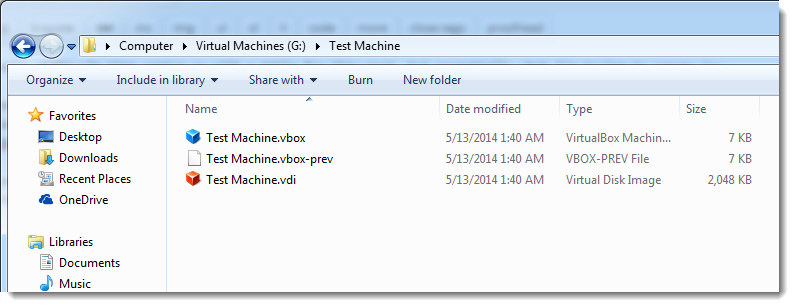 Computer Virtual Machines (G:) Test Machine
Organize Include in library Share with Burn New folder
Name Date modified Type Size
Favorites
Desktop
Downloads
Recent Places
OneDrive
Libraries
Documents
Music
Test Machine.vbox 5/13/2014 1:40 AM VirtualBox Machin... 7 KB
Test Machine.vbox-prev 5/13/2014 1:40 AM VBOX-PREV File 7 KB
Test Machine.vdi 5/13/2014 1:40 AM Virtual Disk Image 2,048 KB